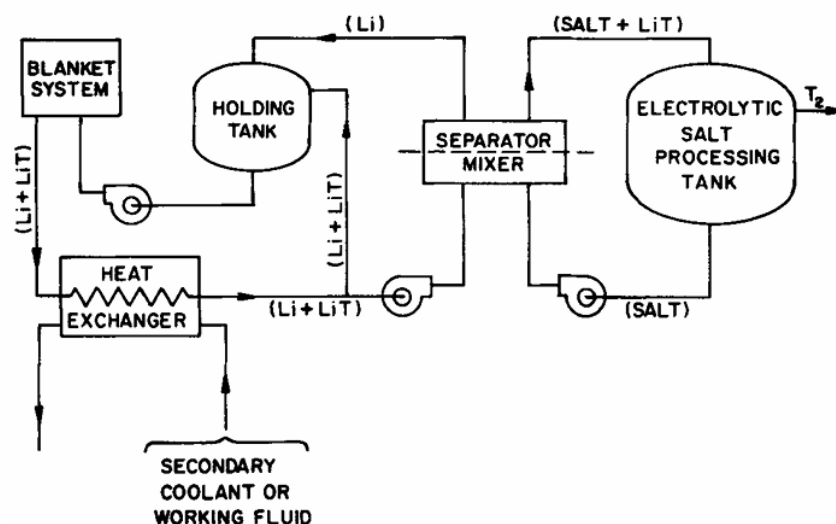 (Li)
(SALT + LiT)
BLANKET
SYSTEM
HOLDING
TANK
ELECTROLYTIC
SALT
PROCESSING
TANK
T₂
SEPARATOR
MIXER
(Li + LiT)
(Li + LiT)
HEAT
EXCHANGER
(Li + LiT)
(SALT)
SECONDARY
COOLANT OR
WORKING FLUID